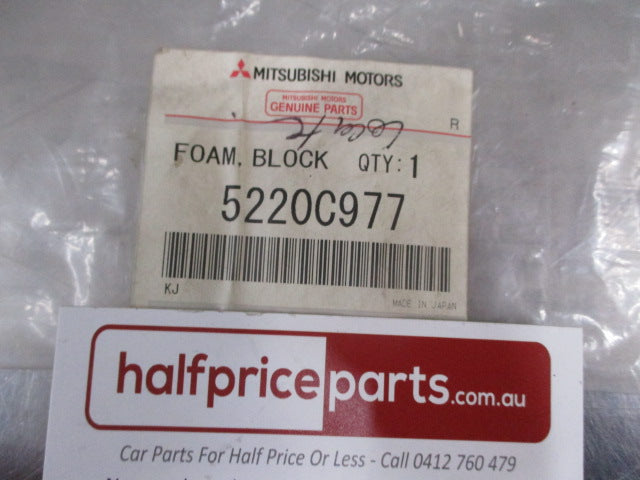 MITSUBISHI MOTORS
MITSUBISHI MOTORS
GENUINE PARTS
R
FOAM, BLOCK QTY: 1
5220C977
KJ
MADE IN JAPAN
halfpriceparts.com.au
Car Parts For Half Price Or Less - Call 0412 760 479